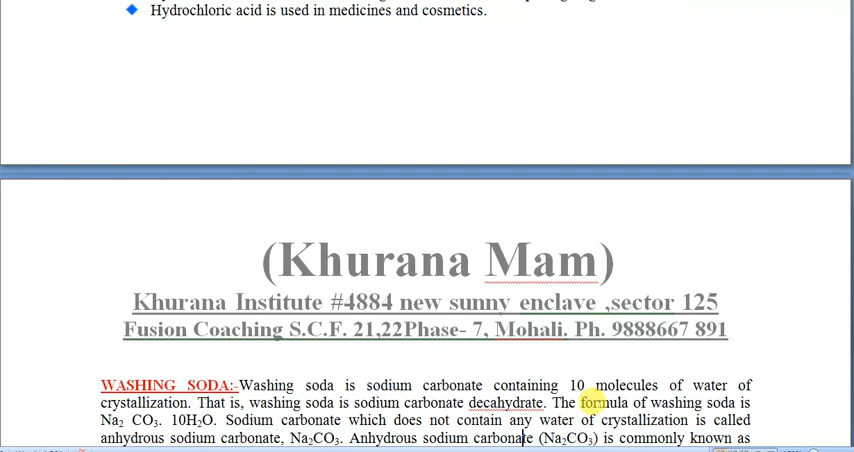 Hydrochloric acid is used in medicines and cosmetics.
(Khurana Mam)
Khurana Institute #4884 new sunny enclave ,sector 125
Fusion Coaching S.C.F. 21,22Phase- 7, Mohali. Ph. 9888667 891
WASHING SODA:-Washing soda is sodium carbonate containing 10 molecules of water of
crystallization. That is, washing soda is sodium carbonate decahydrate. The formula of washing soda is
Na₂ CO₃. 10H₂O. Sodium carbonate which does not contain any water of crystallization is called
anhydrous sodium carbonate, Na₂CO₃. Anhydrous sodium carbonate (Na₂CO₃) is commonly known as